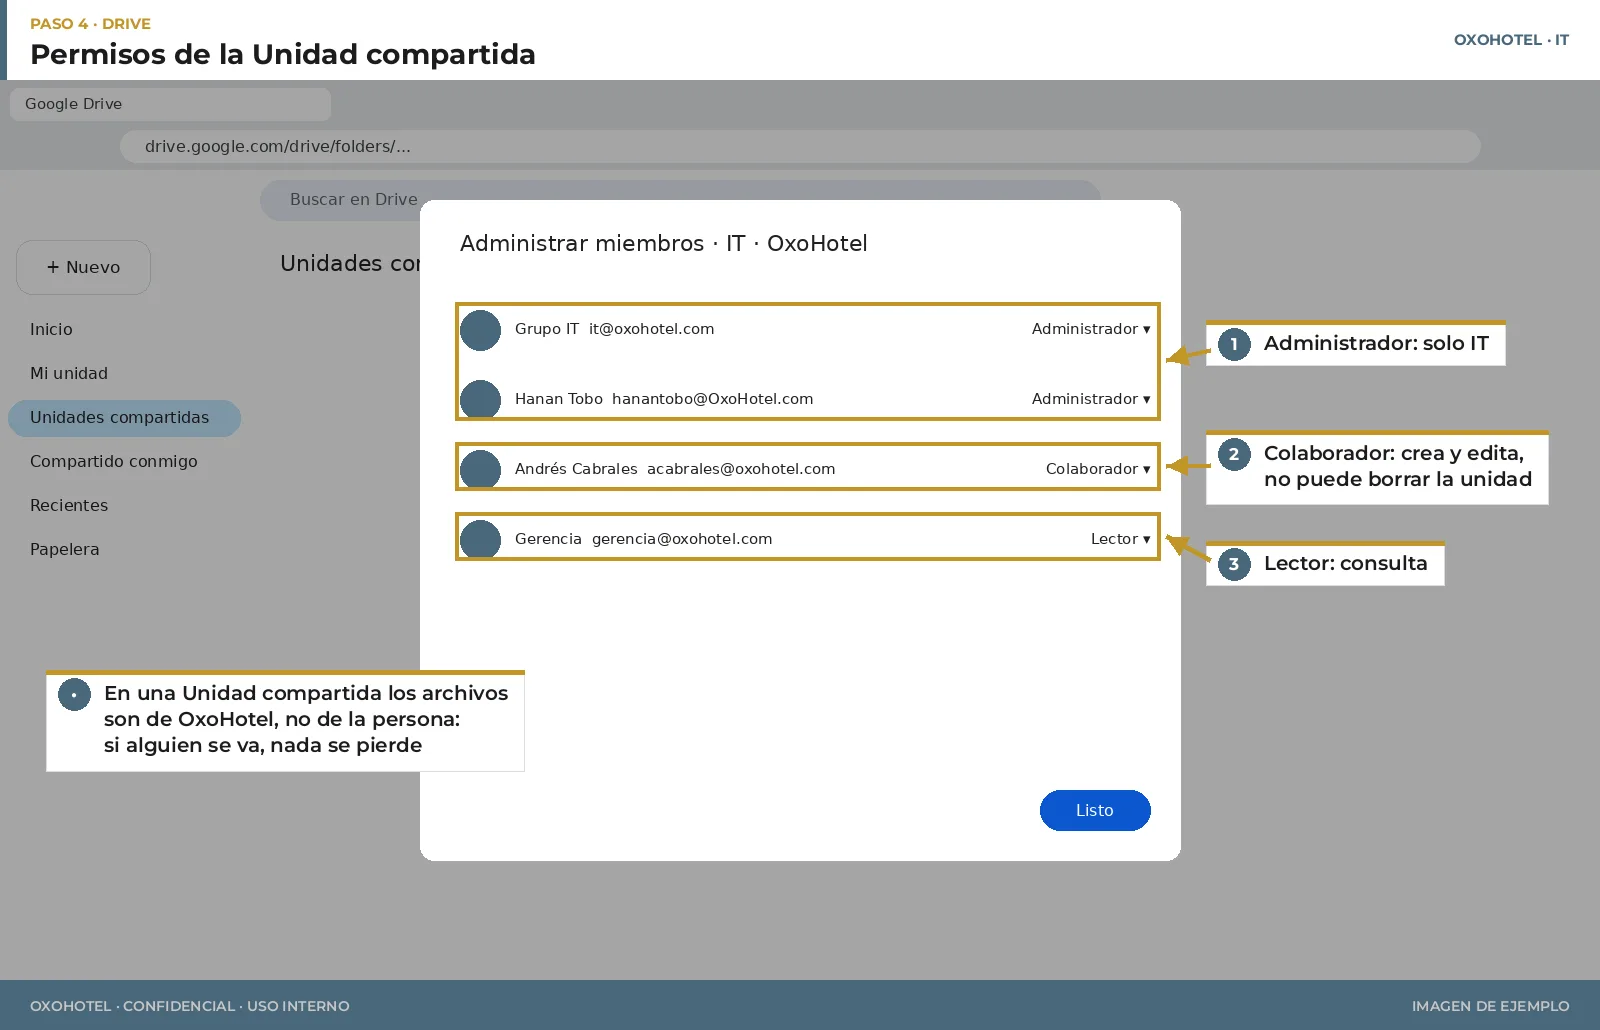 PASO 4 · DRIVE
Permisos de la Unidad compartida
OXOHOTEL · IT
Google Drive
drive.google.com/drive/folders/...
Buscar en Drive
+ Nuevo
Unidades cor
Inicio
Mi unidad
Unidades compartidas
Compartido conmigo
Recientes
Papelera
Administrar miembros · IT · OxoHotel
Grupo IT it@oxohotel.com Administrador ▾
Hanan Tobo hanantobo@OxoHotel.com Administrador ▾
Andrés Cabrales acabrales@oxohotel.com Colaborador ▾
Gerencia gerencia@oxohotel.com Lector ▾
1 Administrador: solo IT
2 Colaborador: crea y edita,
no puede borrar la unidad
3 Lector: consulta
• En una Unidad compartida los archivos
son de OxoHotel, no de la persona:
si alguien se va, nada se pierde
Listo
OXOHOTEL · CONFIDENCIAL · USO INTERNO
IMAGEN DE EJEMPLO